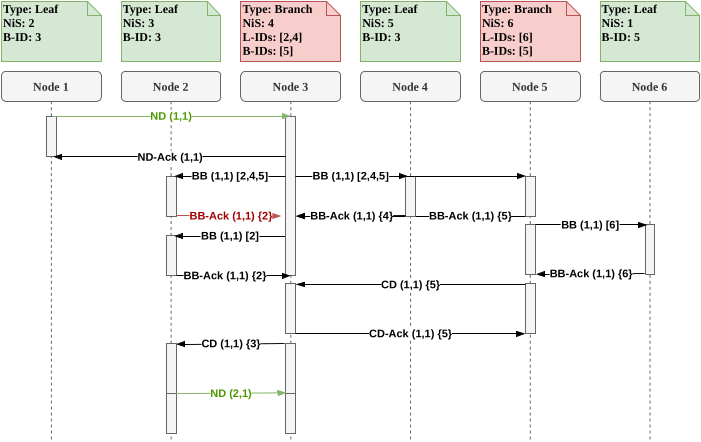 Type: Leaf
NiS: 2
B-ID: 3
Type: Leaf
NiS: 3
B-ID: 3
Type: Branch
NiS: 4
L-IDs: [2,4]
B-IDs: [5]
Type: Leaf
NiS: 5
B-ID: 3
Type: Branch
NiS: 6
L-IDs: [6]
B-IDs: [5]
Type: Leaf
NiS: 1
B-ID: 5
Node 1
Node 2
Node 3
Node 4
Node 5
Node 6
ND (1,1)
ND-Ack (1,1)
BB (1,1) [2,4,5]
BB (1,1) [2,4,5]
BB-Ack (1,1) {2}
BB-Ack (1,1) {4}
BB-Ack (1,1) {5}
BB (1,1) [6]
BB (1,1) [2]
BB-Ack (1,1) {2}
BB-Ack (1,1) {6}
CD (1,1) {5}
CD-Ack (1,1) {5}
CD (1,1) {3}
ND (2,1)